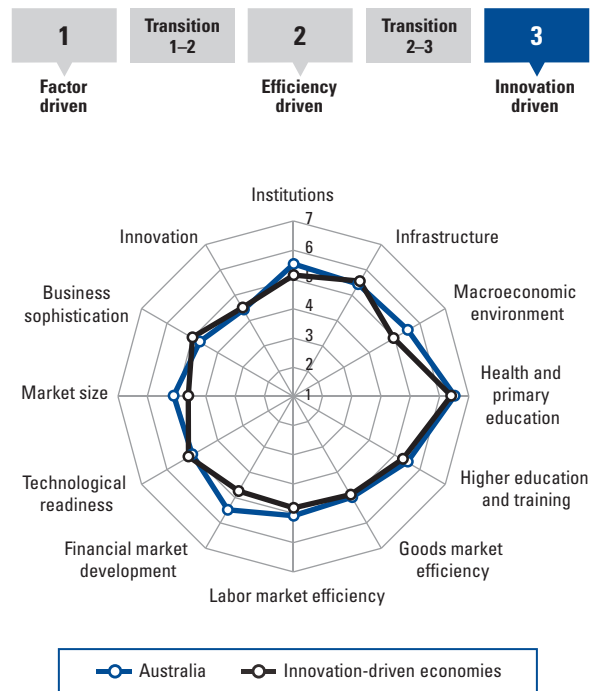 1
Transition
1–2
2
Transition
2–3
3
Factor
driven
Efficiency
driven
Innovation
driven
Institutions
7
Innovation
Infrastructure
6
5
Business
sophistication
Macroeconomic
environment
4
3
2
Market size
1
Health and
primary
education
Technological
readiness
Higher education
and training
Financial market
development
Goods market
efficiency
Labor market efficiency
Australia
Innovation-driven economies